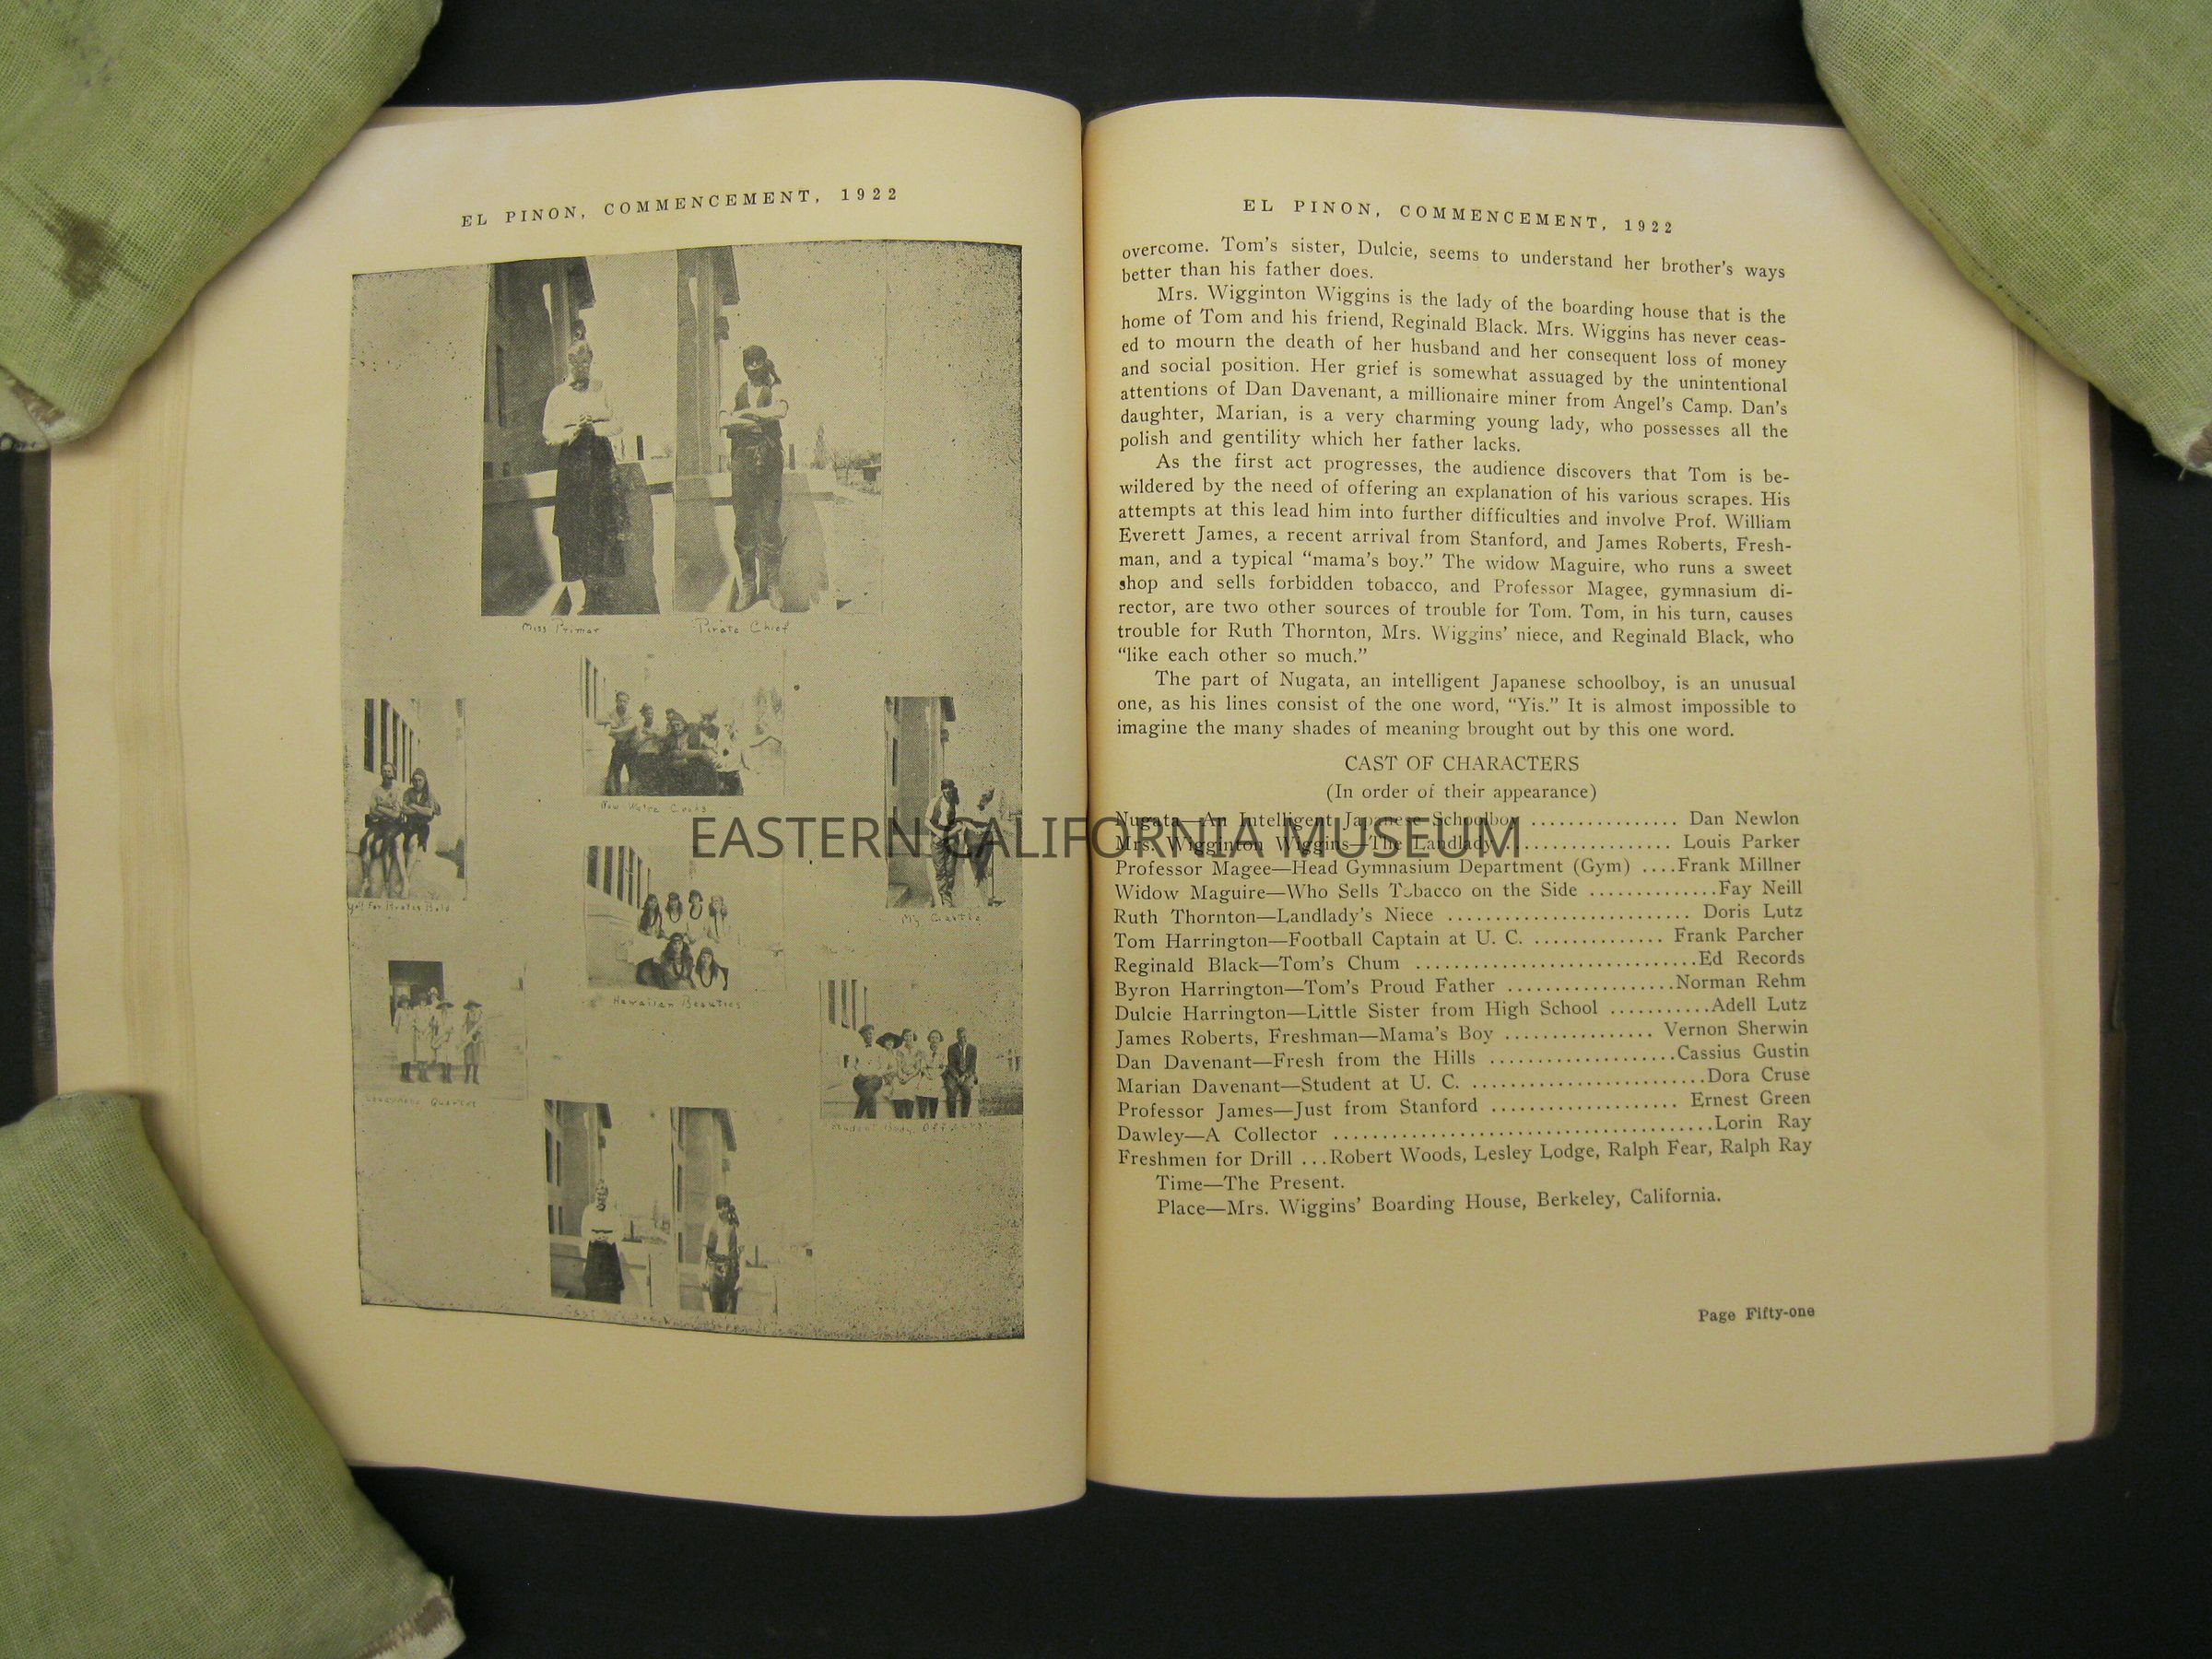 EL PINON, COMMENCEMENT, 1922
Miss Primer
Pirate Chief
My Castle
Hawaiian Beauties
EL PINON, COMMENCEMENT, 1922
overcome. Tom's sister, Dulcie, seems to understand her brother's ways
better than his father does.
Mrs. Wigginton Wiggins is the lady of the boarding house that is the
home of Tom and his friend, Reginald Black. Mrs. Wiggins has never ceas-
ed to mourn the death of her husband and her consequent loss of money
and social position. Her grief is somewhat assuaged by the unintentional
attentions of Dan Davenant, a millionaire miner from Angel's Camp. Dan's
daughter, Marian, is a very charming young lady, who possesses all the
polish and gentility which her father lacks.
As the first act progresses, the audience discovers that Tom is be-
wildered by the need of offering an explanation of his various scrapes. His
attempts at this lead him into further difficulties and involve Prof. William
Everett James, a recent arrival from Stanford, and James Roberts, Fresh-
man, and a typical "mama's boy." The widow Maguire, who runs a sweet
shop and sells forbidden tobacco, and Professor Magee, gymnasium di-
rector, are two other sources of trouble for Tom. Tom, in his turn, causes
trouble for Ruth Thornton, Mrs. Wiggins' niece, and Reginald Black, who
"like each other so much."
The part of Nugata, an intelligent Japanese schoolboy, is an unusual
one, as his lines consist of the one word, "Yis." It is almost impossible to
imagine the many shades of meaning brought out by this one word.
CAST OF CHARACTERS
(In order of their appearance)
Nugata—An Intelligent Japanese Schoolboy ................ Dan Newlon
Mrs. Wigginton Wiggins—The Landlady ................. Louis Parker
Professor Magee—Head Gymnasium Department (Gym) ....Frank Millner
Widow Maguire—Who Sells Tobacco on the Side .............Fay Neill
Ruth Thornton—Landlady's Niece ......................... Doris Lutz
Tom Harrington—Football Captain at U. C. .............. Frank Parcher
Reginald Black—Tom's Chum .............................Ed Records
Byron Harrington—Tom's Proud Father .................Norman Rehm
Dulcie Harrington—Little Sister from High School ...........Adell Lutz
James Roberts, Freshman—Mama's Boy ................ Vernon Sherwin
Dan Davenant—Fresh from the Hills ...................Cassius Gustin
Marian Davenant—Student at U. C. ........................Dora Cruse
Professor James—Just from Stanford .................... Ernest Green
Dawley—A Collector .......................................Lorin Ray
Freshmen for Drill ...Robert Woods, Lesley Lodge, Ralph Fear, Ralph Ray
Time—The Present.
Place—Mrs. Wiggins' Boarding House, Berkeley, California.
Page Fifty-one
EASTERN CALIFORNIA MUSEUM